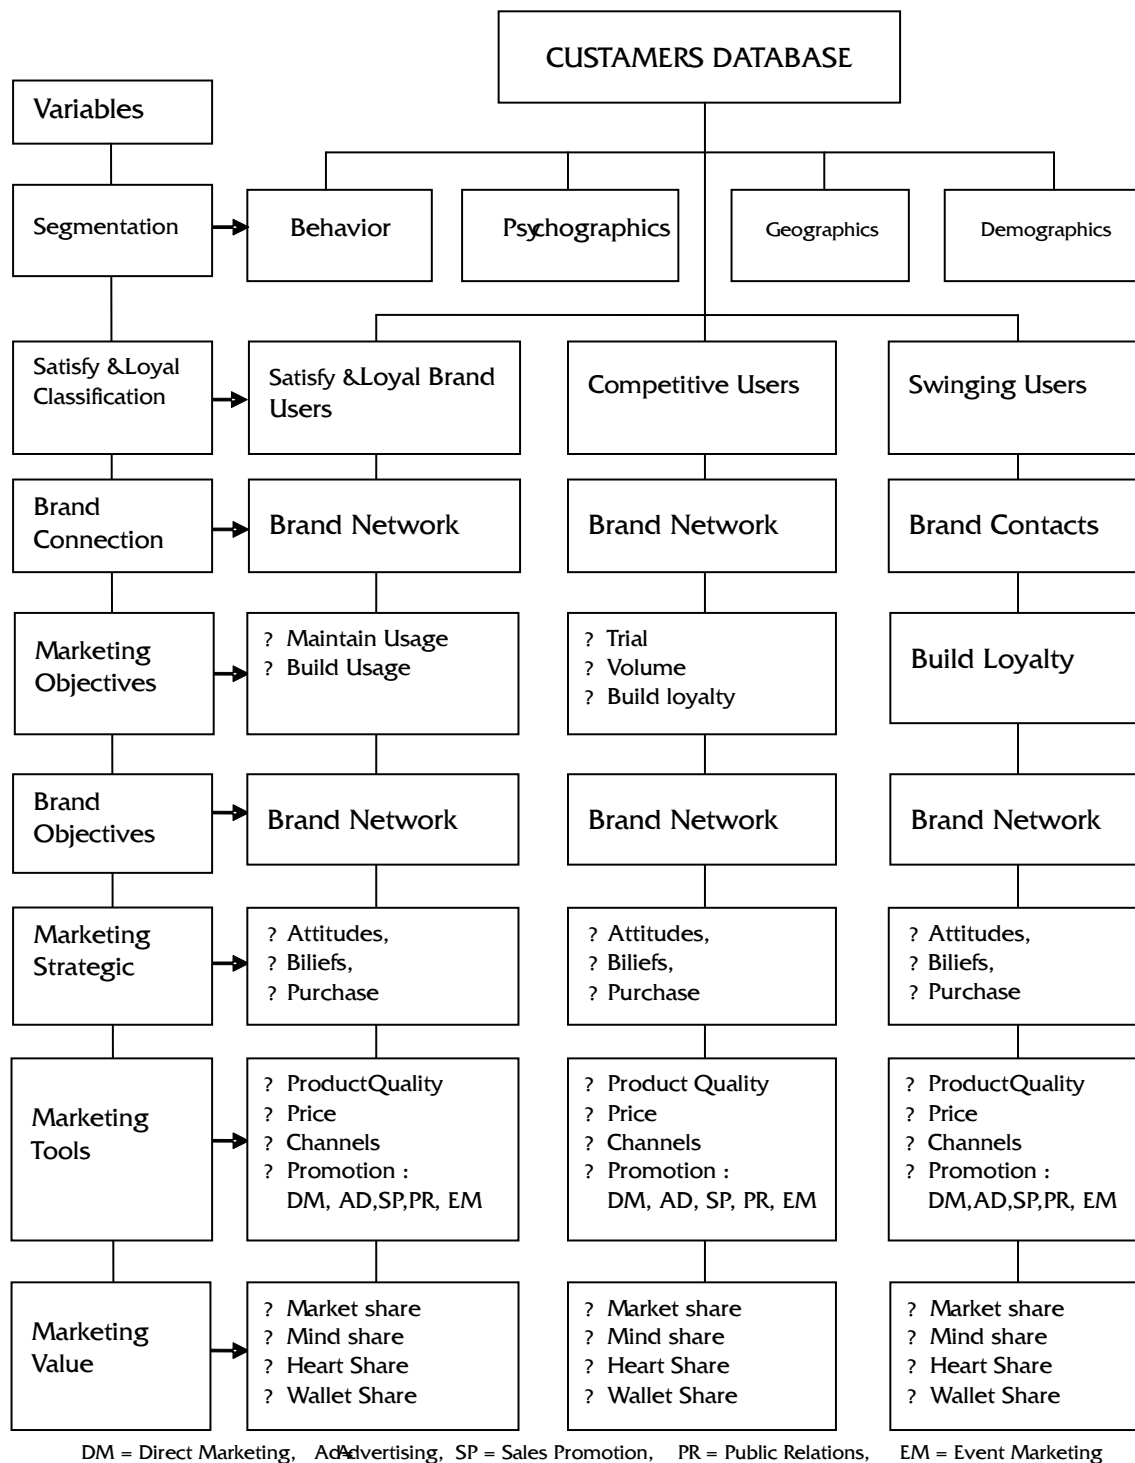 CUSTAMERS DATABASE
Variables
Segmentation
Behavior
Psychographics
Geographics
Demographics
Satisfy &Loyal
Classification
Satisfy &Loyal Brand
Users
Competitive Users
Swinging Users
Brand
Connection
Brand Network
Brand Network
Brand Contacts
Marketing
Objectives
? Maintain Usage
? Build Usage
? Trial
? Volume
? Build loyalty
Build Loyalty
Brand
Objectives
Brand Network
Brand Network
Brand Network
Marketing
Strategic
? Attitudes,
? Biliefs,
? Purchase
? Attitudes,
? Biliefs,
? Purchase
? Attitudes,
? Biliefs,
? Purchase
Marketing
Tools
? ProductQuality
? Price
? Channels
? Promotion :
DM, AD,SP,PR, EM
? Product Quality
? Price
? Channels
? Promotion :
DM, AD, SP, PR, EM
? ProductQuality
? Price
? Channels
? Promotion :
DM,AD,SP,PR, EM
Marketing
Value
? Market share
? Mind share
? Heart Share
? Wallet Share
? Market share
? Mind share
? Heart Share
? Wallet Share
? Market share
? Mind share
? Heart Share
? Wallet Share
DM = Direct Marketing, Ad=Advertising, SP = Sales Promotion, PR = Public Relations, EM = Event Marketing